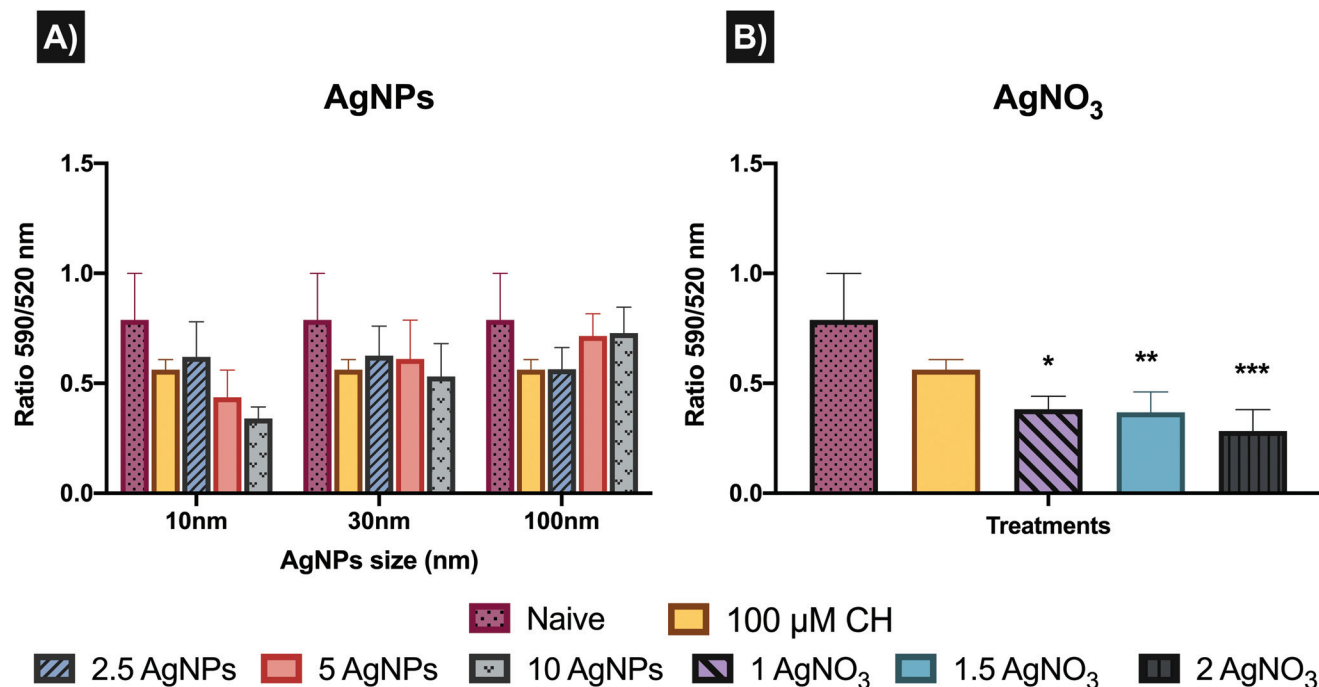 A)
AgNPs
Ratio 590/520 nm
1.5
1.0
0.5
0.0
10nm 30nm 100nm
AgNPs size (nm)
B)
AgNO₃
Ratio 590/520 nm
1.5
1.0
0.5
0.0
* ** ***
Treatments
Naive 100 µM CH
2.5 AgNPs 5 AgNPs 10 AgNPs 1 AgNO₃ 1.5 AgNO₃ 2 AgNO₃